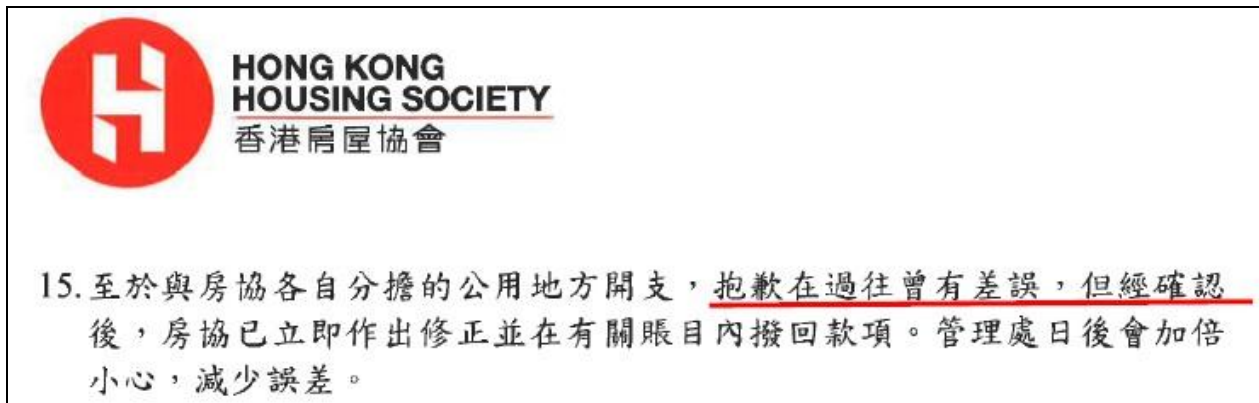 HONG KONG
HOUSING SOCIETY
香港房屋協會
15. 至於與房協各自分擔的公用地方開支，抱歉在過往曾有差誤，但經確認
後，房協已立即作出修正並在有關賬目內撥回款項。管理處日後會加倍
小心，減少誤差。